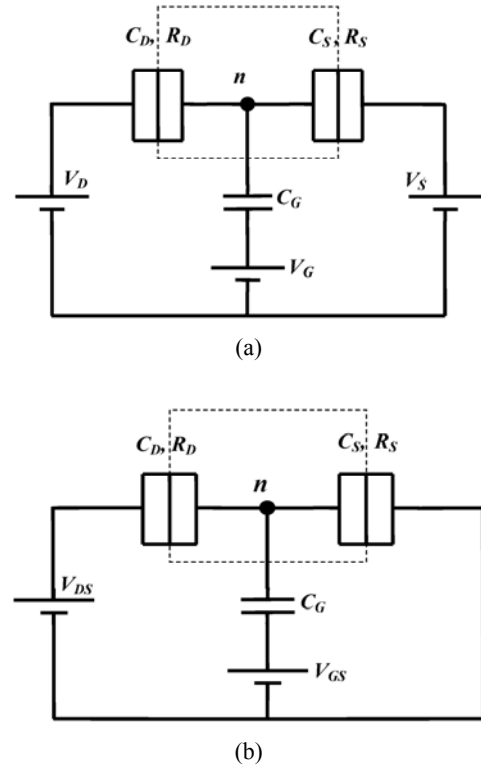 C_D, R_D
C_S, R_S
n
V_D
C_G
V_S
V_G
(a)
C_D, R_D
C_S, R_S
n
V_DS
C_G
V_GS
(b)